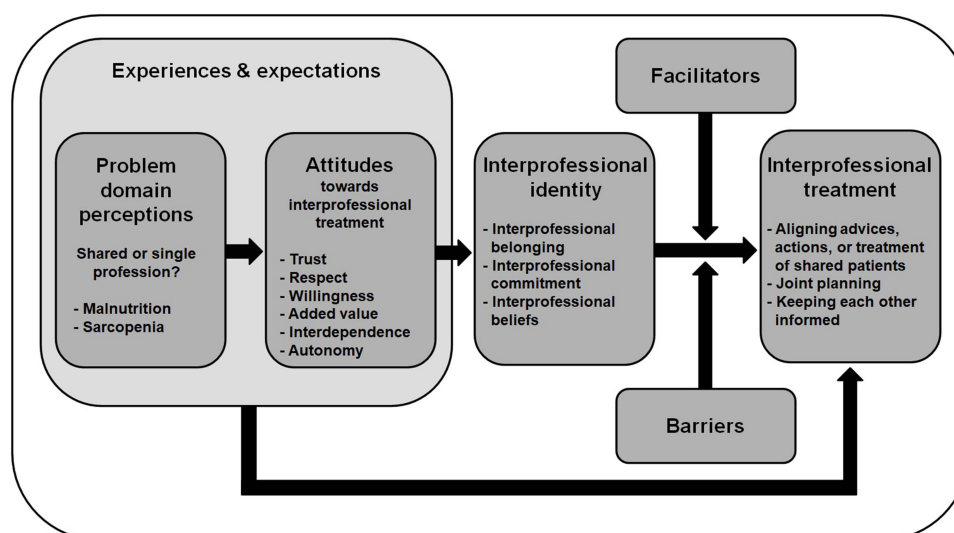 Experiences & expectations
Problem
domain
perceptions
Shared or single
profession?
- Malnutrition
- Sarcopenia
Attitudes
towards
interprofessional
treatment
- Trust
- Respect
- Willingness
- Added value
- Interdependence
- Autonomy
Interprofessional
identity
- Interprofessional
belonging
- Interprofessional
commitment
- Interprofessional
beliefs
Facilitators
Barriers
Interprofessional
treatment
- Aligning advices,
actions, or treatment
of shared patients
- Joint planning
- Keeping each other
informed